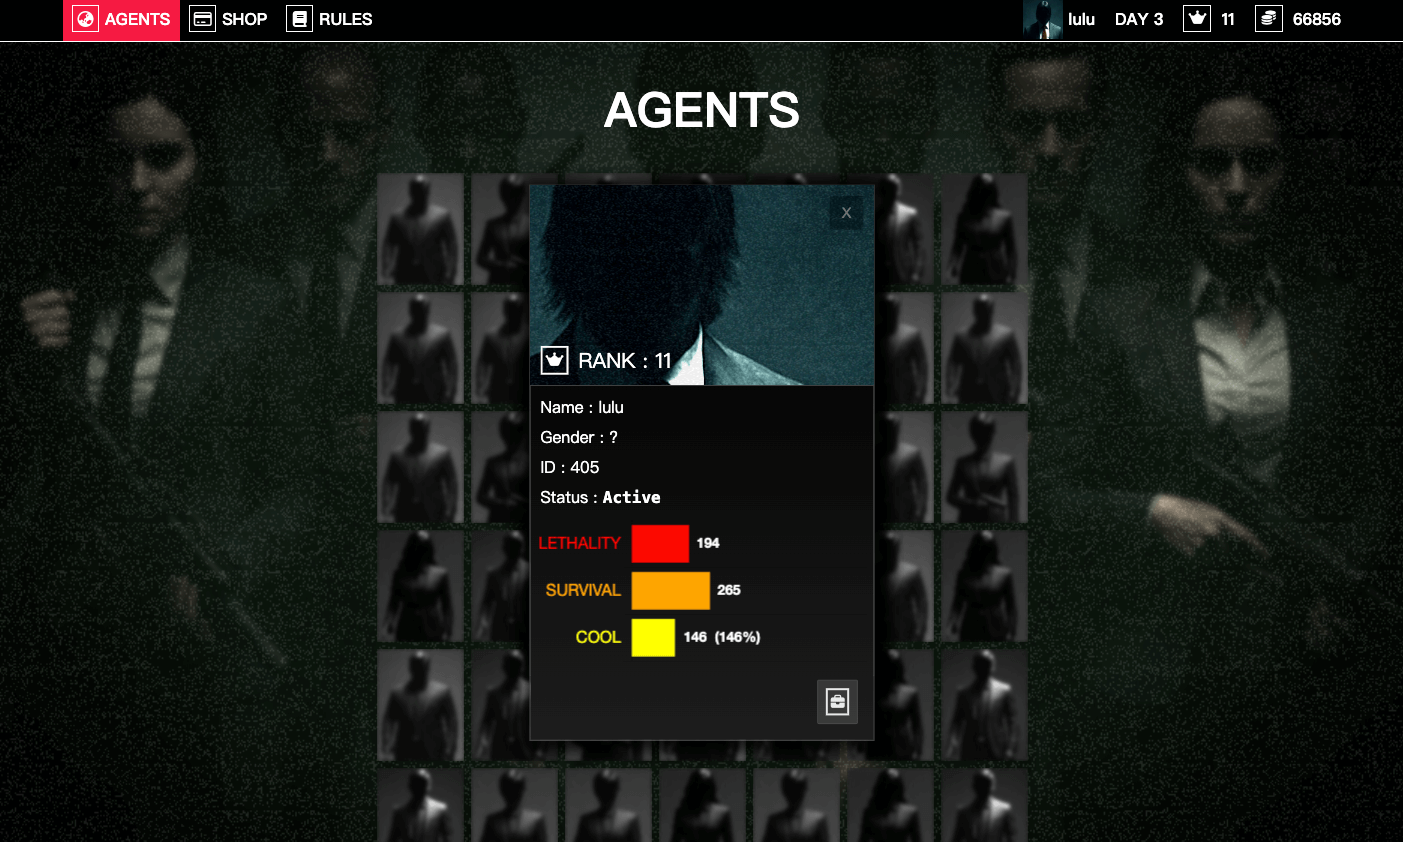 AGENTS SHOP RULES lulu DAY 3 11 66856
AGENTS
X
RANK : 11
Name : lulu
Gender : ?
ID : 405
Status : Active
LETHALITY 194
SURVIVAL 265
COOL 146 (146%)